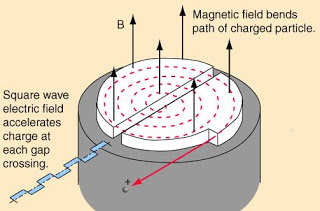 B
Magnetic field bends
path of charged particle.
Square wave
electric field
accelerates
charge at
each gap
crossing.
+